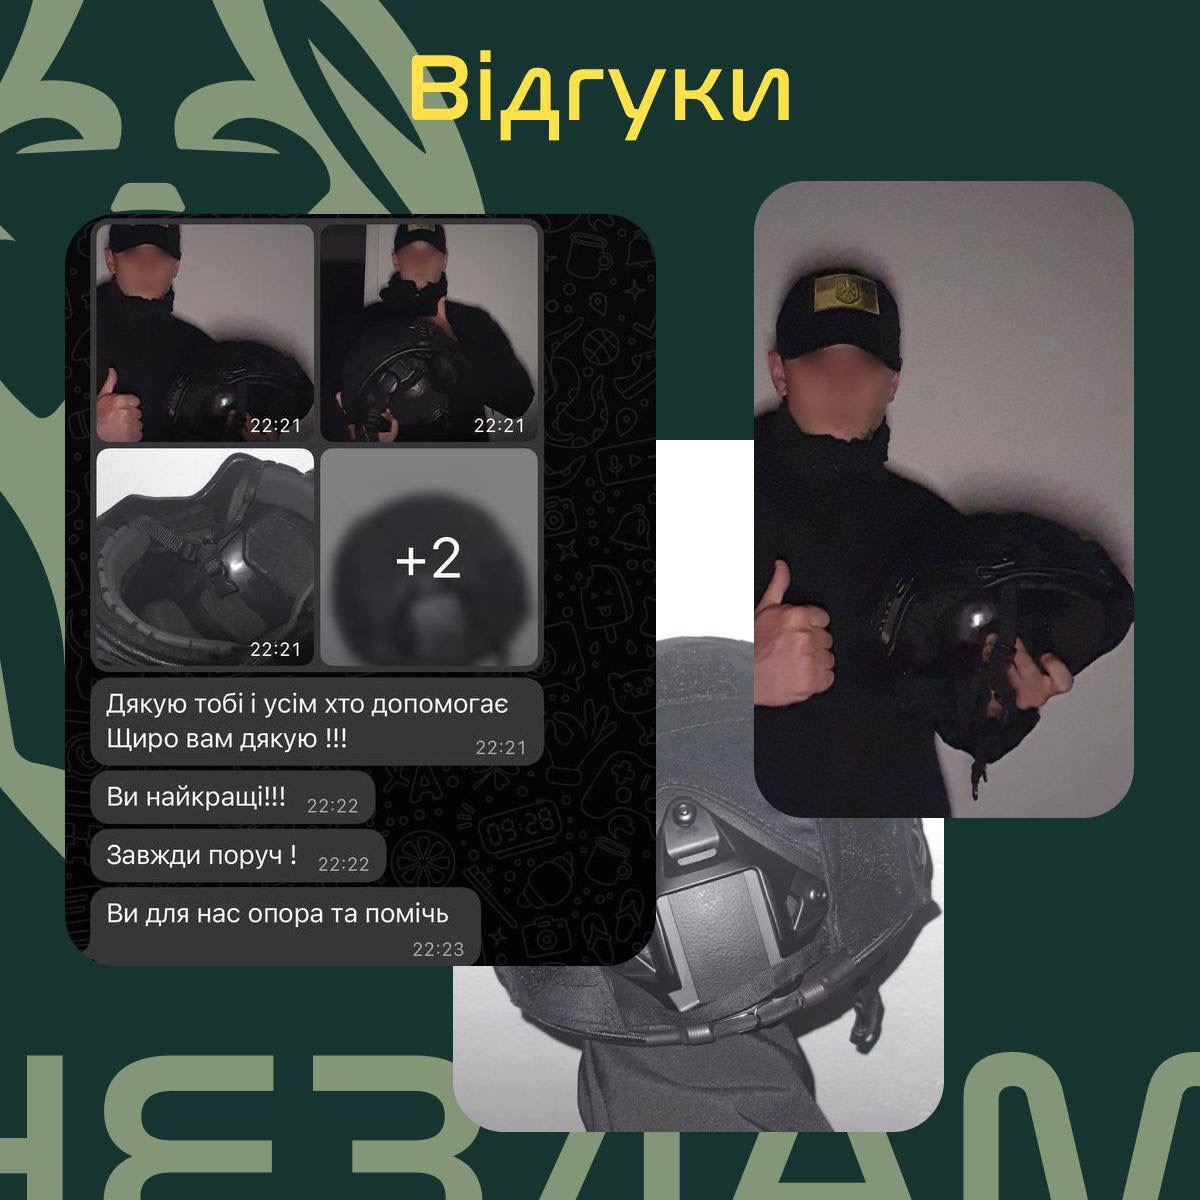 Відгуки
22:21
22:21
22:21
+2
Дякую тобі і усім хто допомогає
Щиро вам дякую !!!
22:21
Ви найкращі!!! 22:22
Завжди поруч ! 22:22
Ви для нас опора та помічь
22:23
НЕЗЛАМ